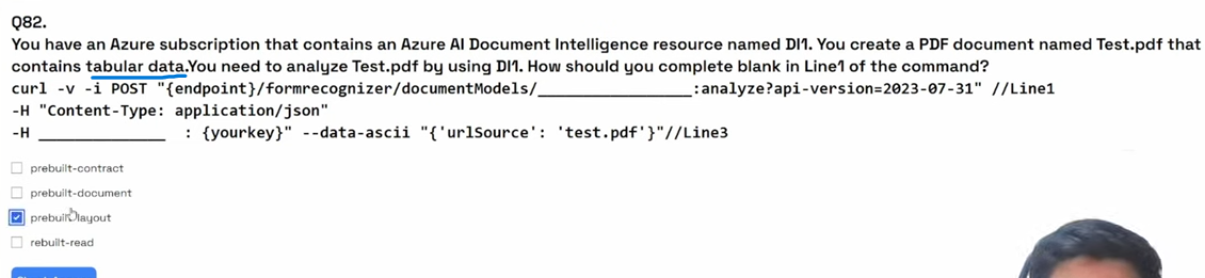 Q82.
You have an Azure subscription that contains an Azure AI Document Intelligence resource named DI1. You create a PDF document named Test.pdf that
contains tabular data.You need to analyze Test.pdf by using DI1. How should you complete blank in Line1 of the command?
curl -v -i POST "{endpoint}/formrecognizer/documentModels/________________:analyze?api-version=2023-07-31" //Line1
-H "Content-Type: application/json"
-H _____________ : {yourkey}" --data-ascii "{'urlSource': 'test.pdf'}"//Line3
prebuilt-contract
prebuilt-document
prebuilt-layout
rebuilt-read